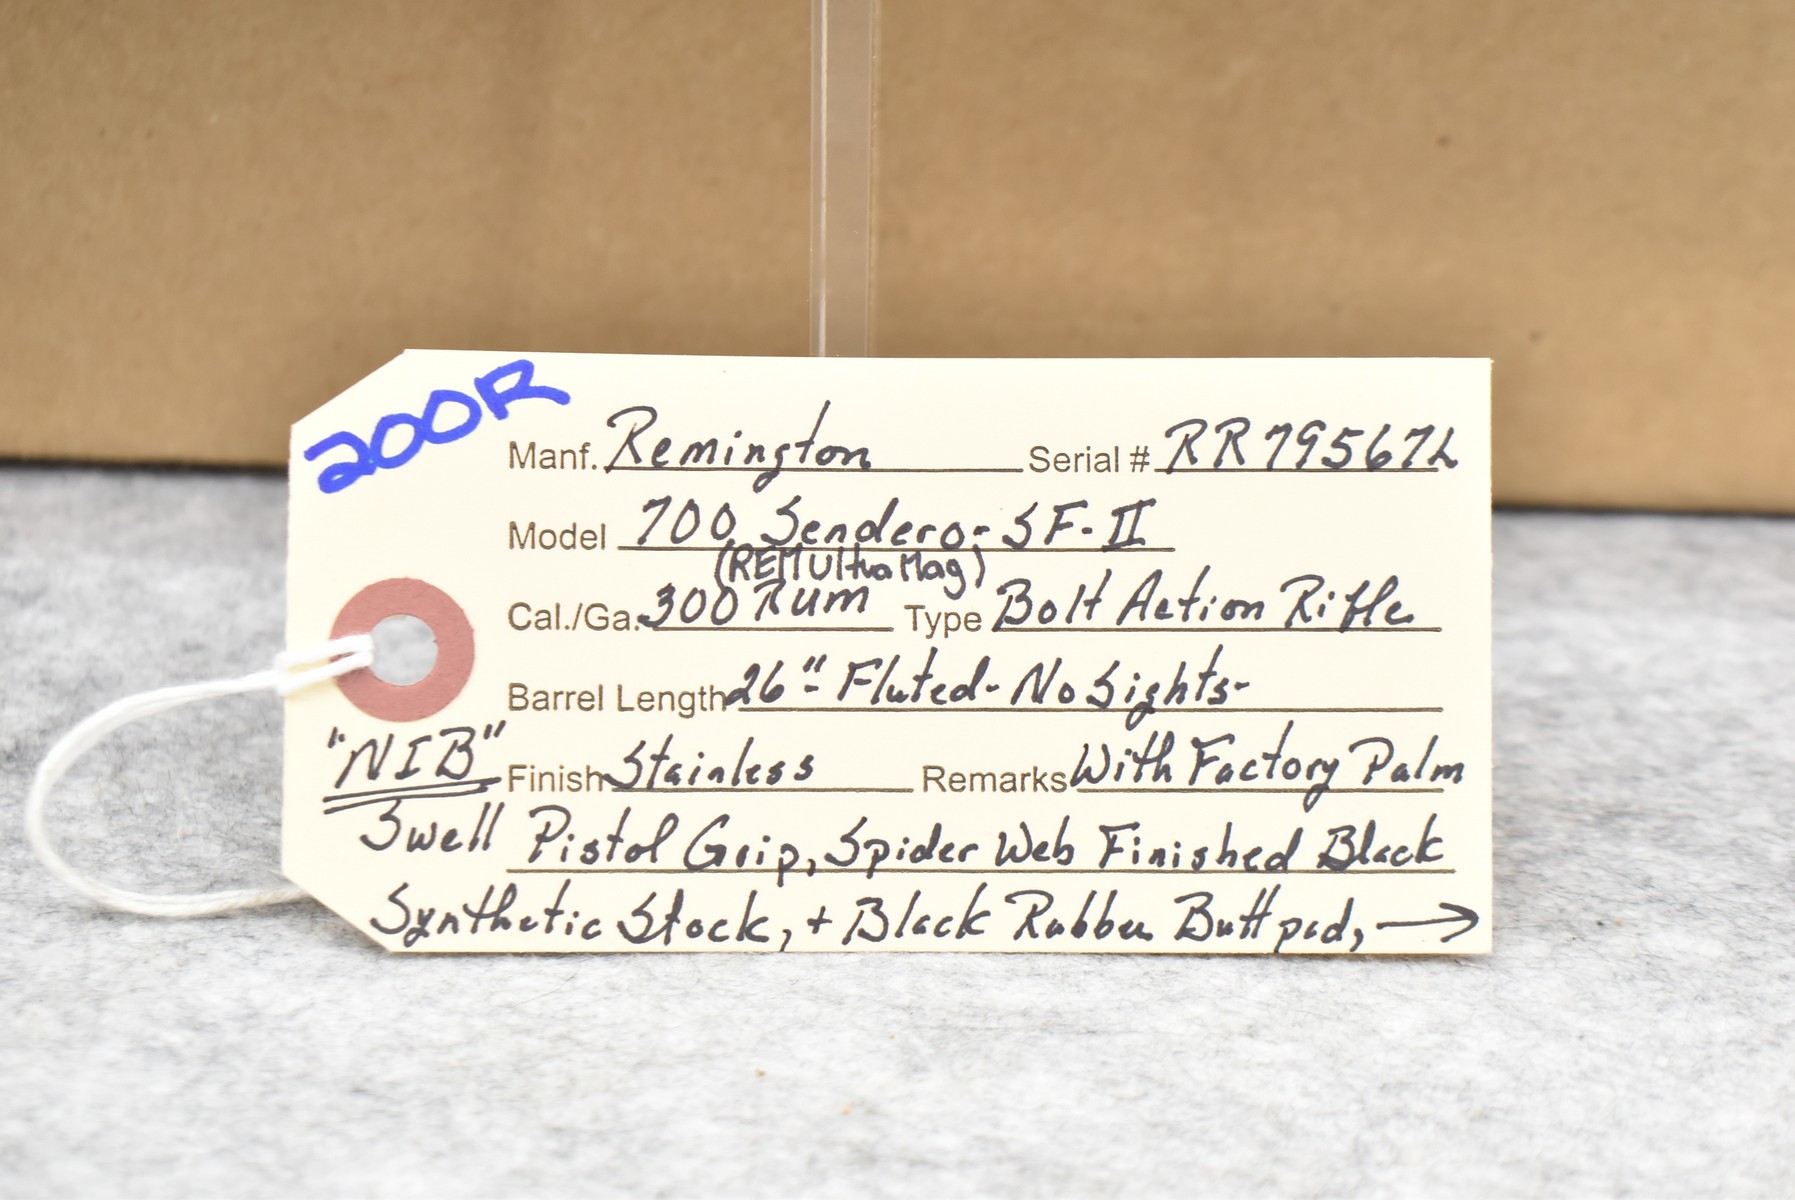 200R
Manf. Remington Serial # RR79567L
Model 700 Sendero-SF-II
(REM Ultra Mag)
Cal./Ga. 300 Rum Type Bolt Action Rifle
Barrel Length 26"- Fluted- No Sights-
"NIB" Finish Stainless Remarks With Factory Palm
Swell Pistol Grip, Spider Web Finished Black
Synthetic Stock, + Black Rubber Buttpad, →